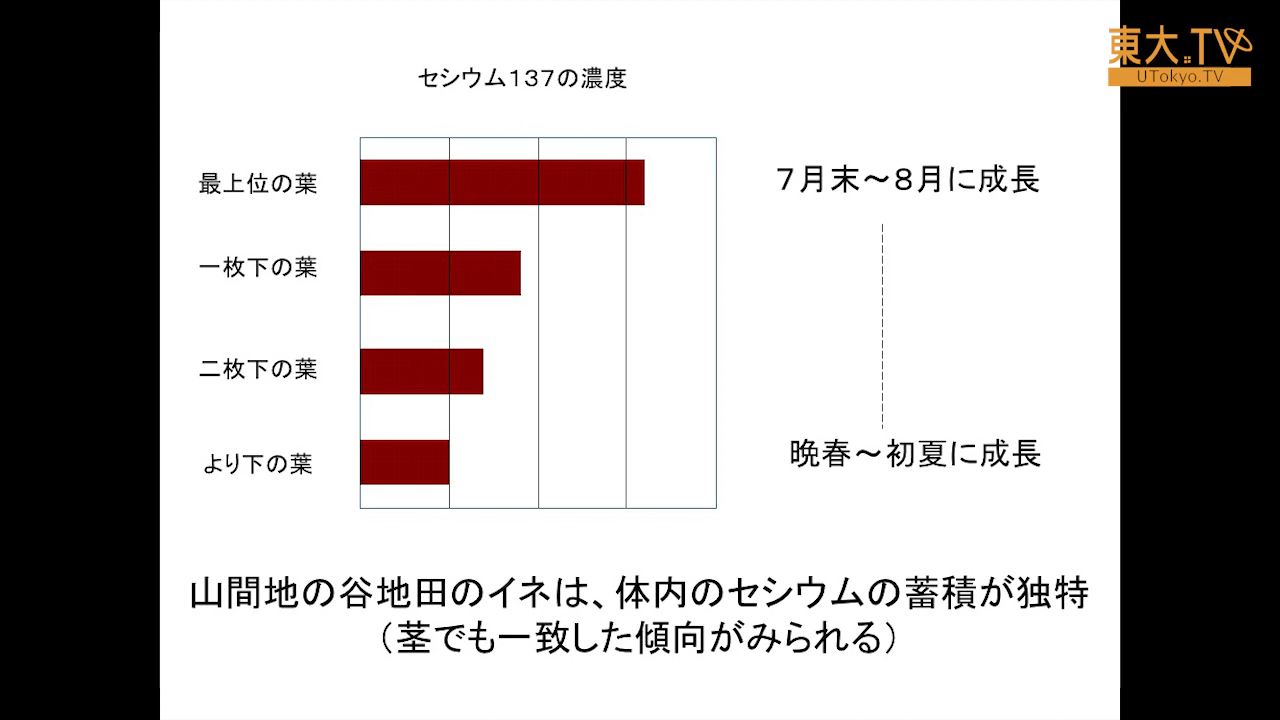 東大.TV
UTokyo.TV
セシウム137の濃度
最上位の葉
7月末～8月に成長
一枚下の葉
二枚下の葉
より下の葉
晩春～初夏に成長
山間地の谷地田のイネは、体内のセシウムの蓄積が独特
（茎でも一致した傾向がみられる）